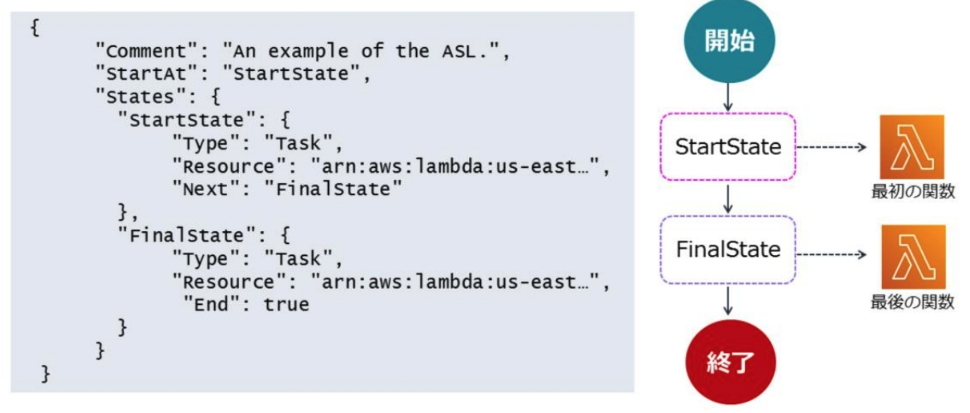 {
"Comment": "An example of the ASL.",
"StartAt": "StartState",
"States": {
"StartState": {
"Type": "Task",
"Resource": "arn:aws:lambda:us-east…",
"Next": "FinalState"
},
"FinalState": {
"Type": "Task",
"Resource": "arn:aws:lambda:us-east…",
"End": true
}
}
}
開始
StartState
最初の関数
FinalState
最後の関数
終了